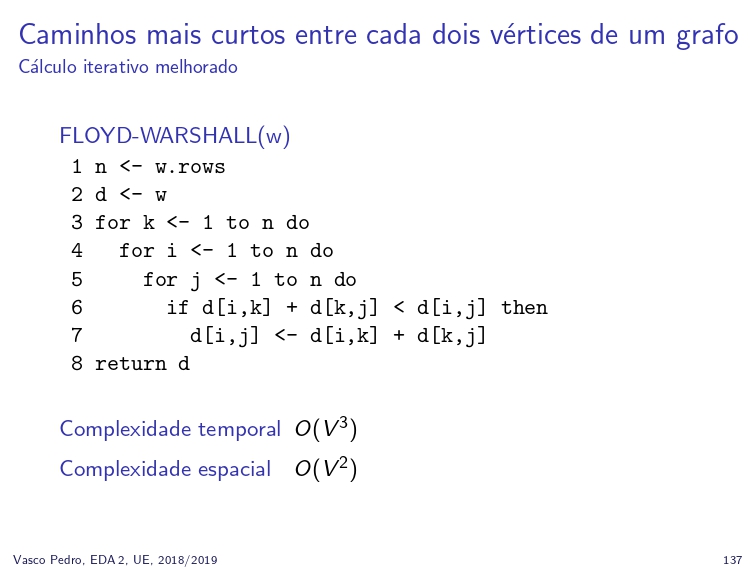 Caminhos mais curtos entre cada dois vértices de um grafo
Cálculo iterativo melhorado
FLOYD-WARSHALL(w)
1 n <- w.rows
2 d <- w
3 for k <- 1 to n do
4   for i <- 1 to n do
5     for j <- 1 to n do
6       if d[i,k] + d[k,j] < d[i,j] then
7         d[i,j] <- d[i,k] + d[k,j]
8 return d
Complexidade temporal O(V³)
Complexidade espacial O(V²)
Vasco Pedro, EDA 2, UE, 2018/2019 137